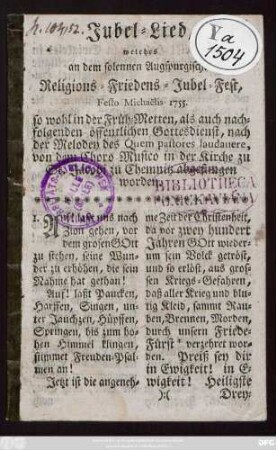 Jubel-Lied
welches
an dem solennen Augspurgisch
Religions-Friedens-Jubel-Fest,
Festo Michaelis 1755.
so wohl in der Früh-Metten, als auch nach-
folgenden öffentlichen Gottesdienst, nach
der Melodey des Quem pastores laudavere,
von dem Choro Musico in der Kirche zu
zu Chemnitz abgesungen
worden.
BIBLIOTHECA
PONICKAVIANA
Ya
1504
1. Auf! laßt uns nach
Zion gehen, vor
dem grosen GOtt
zu stehen, seine Wun-
der zu erhöhen, die sein
Nahme hat gethan!
Auf! laßt Paucken,
Harffen, Singen, un-
ter Jauchzen, Hüpffen,
Springen, bis zum ho-
hen Himmel klingen,
stimmet Freuden-Psal-
men an!
Jetzt ist die angeneh-
me Zeit der Christenheit,
da vor zwey hundert
Jahren GOtt wieder-
um sein Volck getröst,
und so erlöst, aus gros-
sen Kriegs-Gefahren,
daß aller Krieg und blu-
tig Kleid, sammt Rau-
ben, Brennen, Morden,
durch unsern Friede-
Fürst verzehret wor-
den. Preiß sey dir
in Ewigkeit! in E-
wigkeit! Heiligste
):( Drey-